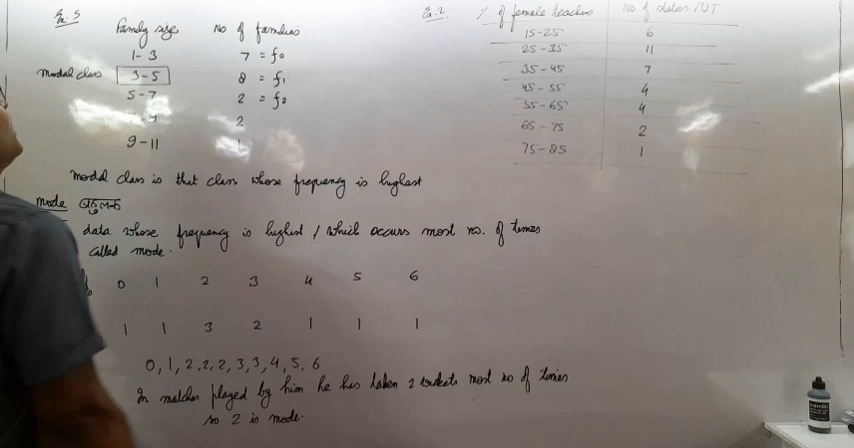 Ex: 5
Family size No of families
1-3 7 = f0
modal class 3-5 8 = f1
5-7 2 = f2
2
9-11 1
modal class is that class whose frequency is highest
mode बहुलक
data whose frequency is highest / which occurs most no. of times
called mode.
0 1 2 3 4 5 6
1 1 3 2 1 1 1
0, 1, 2, 2, 2, 3, 3, 4, 5, 6
In matches played by him he has taken 2 wickets most no of times
so 2 is mode.
Ex: 2.
% of female teacher No of states / UT
15-25 6
25-35 11
35-45 7
45-55 4
55-65 4
65-75 2
75-85 1
camlin